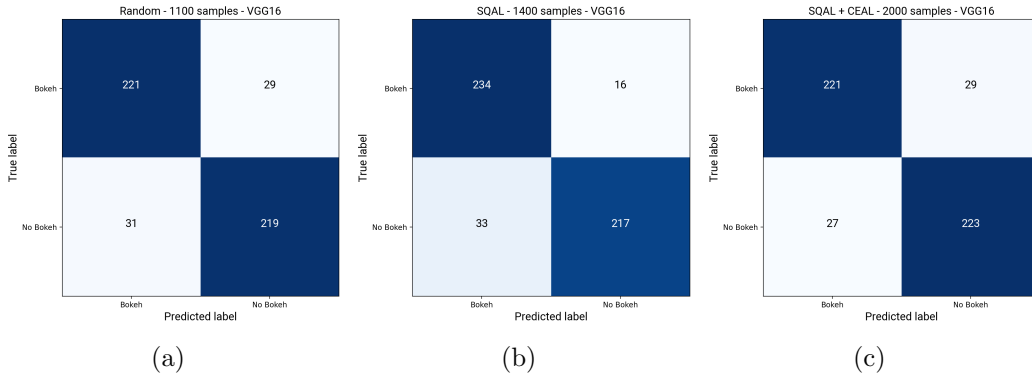 Random - 1100 samples - VGG16
Bokeh
221
29
True label
No Bokeh
31
219
Bokeh
No Bokeh
Predicted label
(a)
SQAL - 1400 samples - VGG16
Bokeh
234
16
True label
No Bokeh
33
217
Bokeh
No Bokeh
Predicted label
(b)
SQAL + CEAL - 2000 samples - VGG16
Bokeh
221
29
True label
No Bokeh
27
223
Bokeh
No Bokeh
Predicted label
(c)